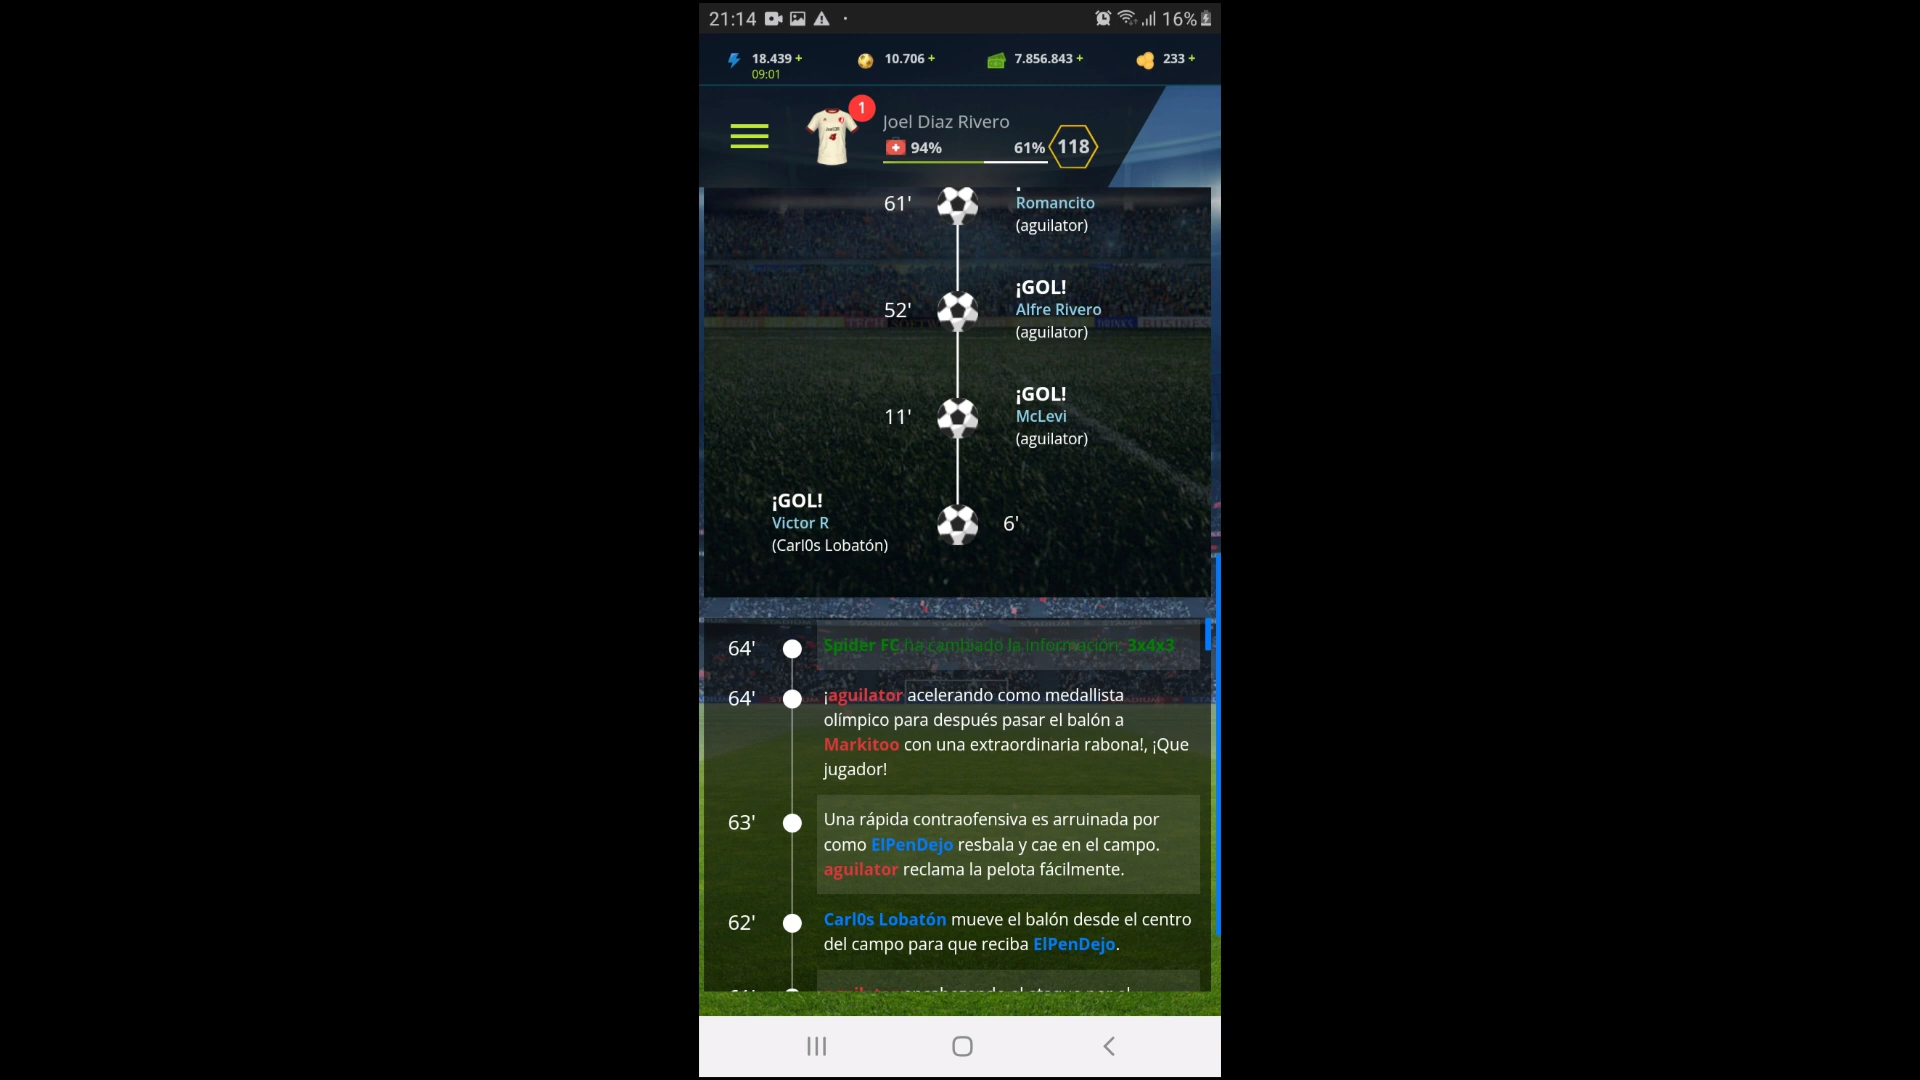 21:14
16%
18.439 +
09:01
10.706 +
7.856.843 +
233 +
1
Joel Diaz Rivero
94%
61%
118
61'
Romancito
(aguilator)
52'
¡GOL!
Alfre Rivero
(aguilator)
11'
¡GOL!
McLevi
(aguilator)
¡GOL!
Victor R
(Carl0s Lobatón)
6'
64'
Spider FC ha cambiado la información: 3x4x3
64'
¡aguilator acelerando como medallista
olímpico para después pasar el balón a
Markitoo con una extraordinaria rabona!, ¡Que
jugador!
63'
Una rápida contraofensiva es arruinada por
como ElPenDejo resbala y cae en el campo.
aguilator reclama la pelota fácilmente.
62'
Carl0s Lobatón mueve el balón desde el centro
del campo para que reciba ElPenDejo.